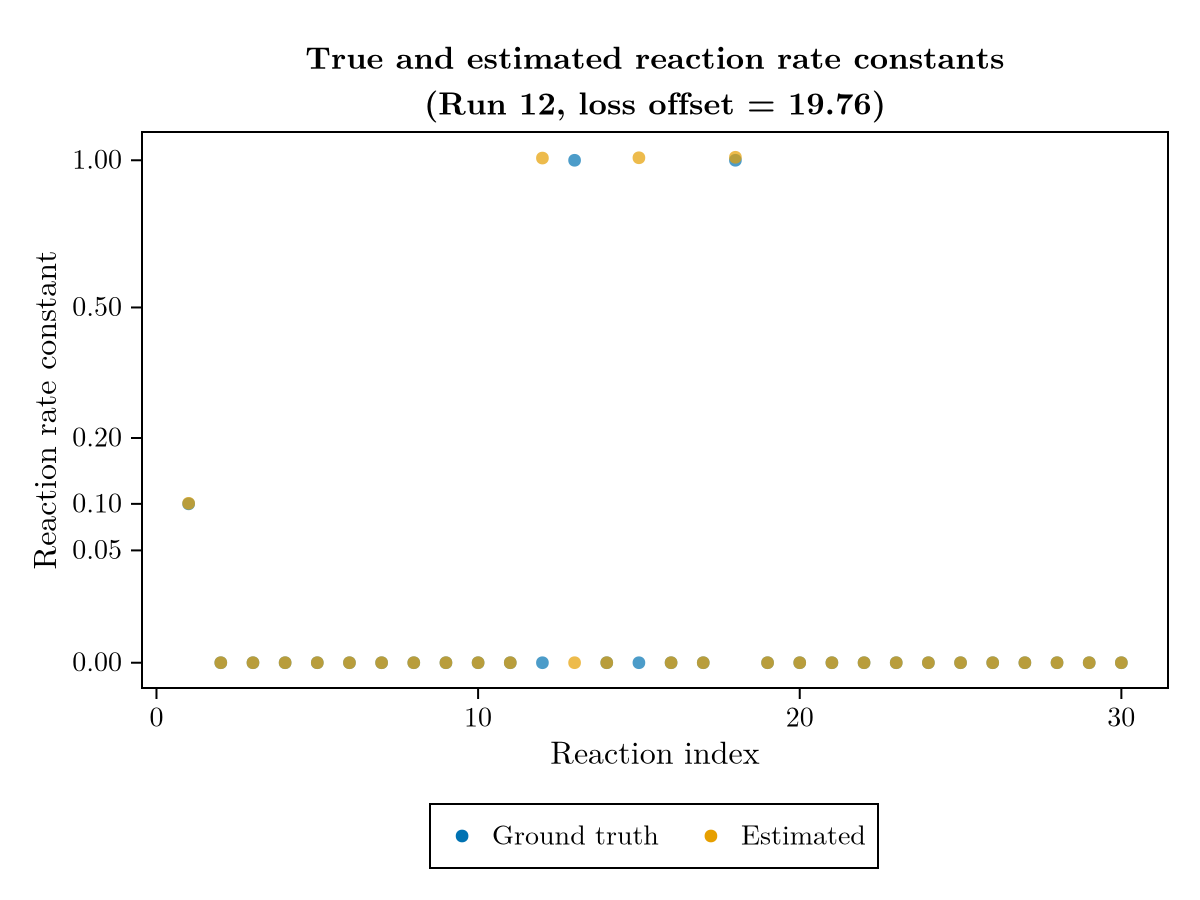 True and estimated reaction rate constants
(Run 12, loss offset = 19.76)
Reaction rate constant
1.00
0.50
0.20
0.10
0.05
0.00
0 10 20 30
Reaction index
Ground truth Estimated